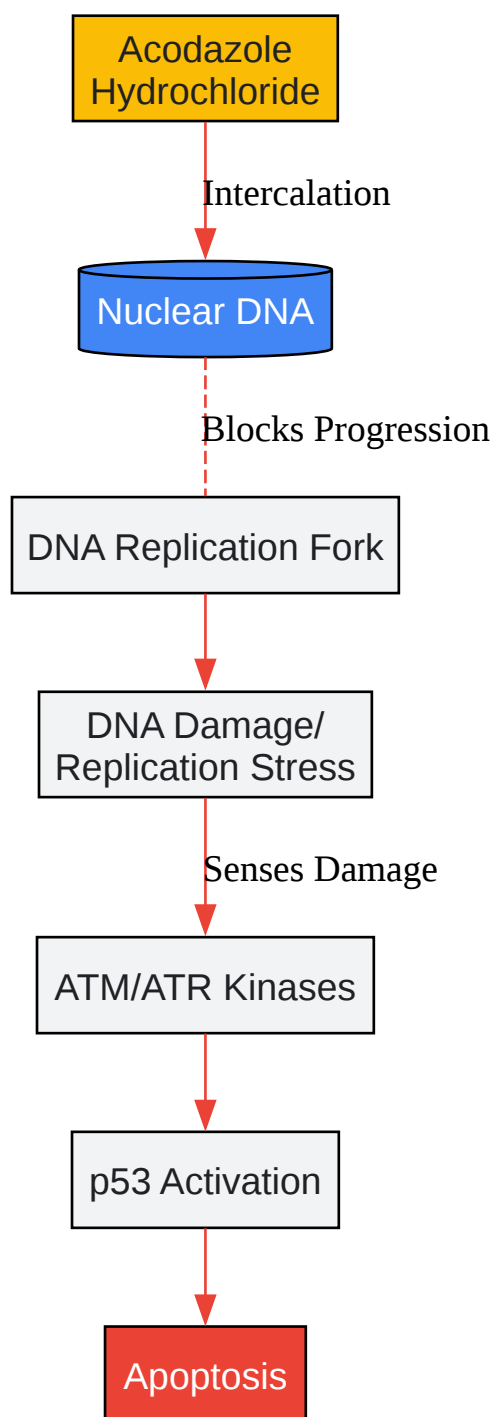 Acodazole
Hydrochloride
Intercalation
Nuclear DNA
Blocks Progression
DNA Replication Fork
DNA Damage/
Replication Stress
Senses Damage
ATM/ATR Kinases
p53 Activation
Apoptosis